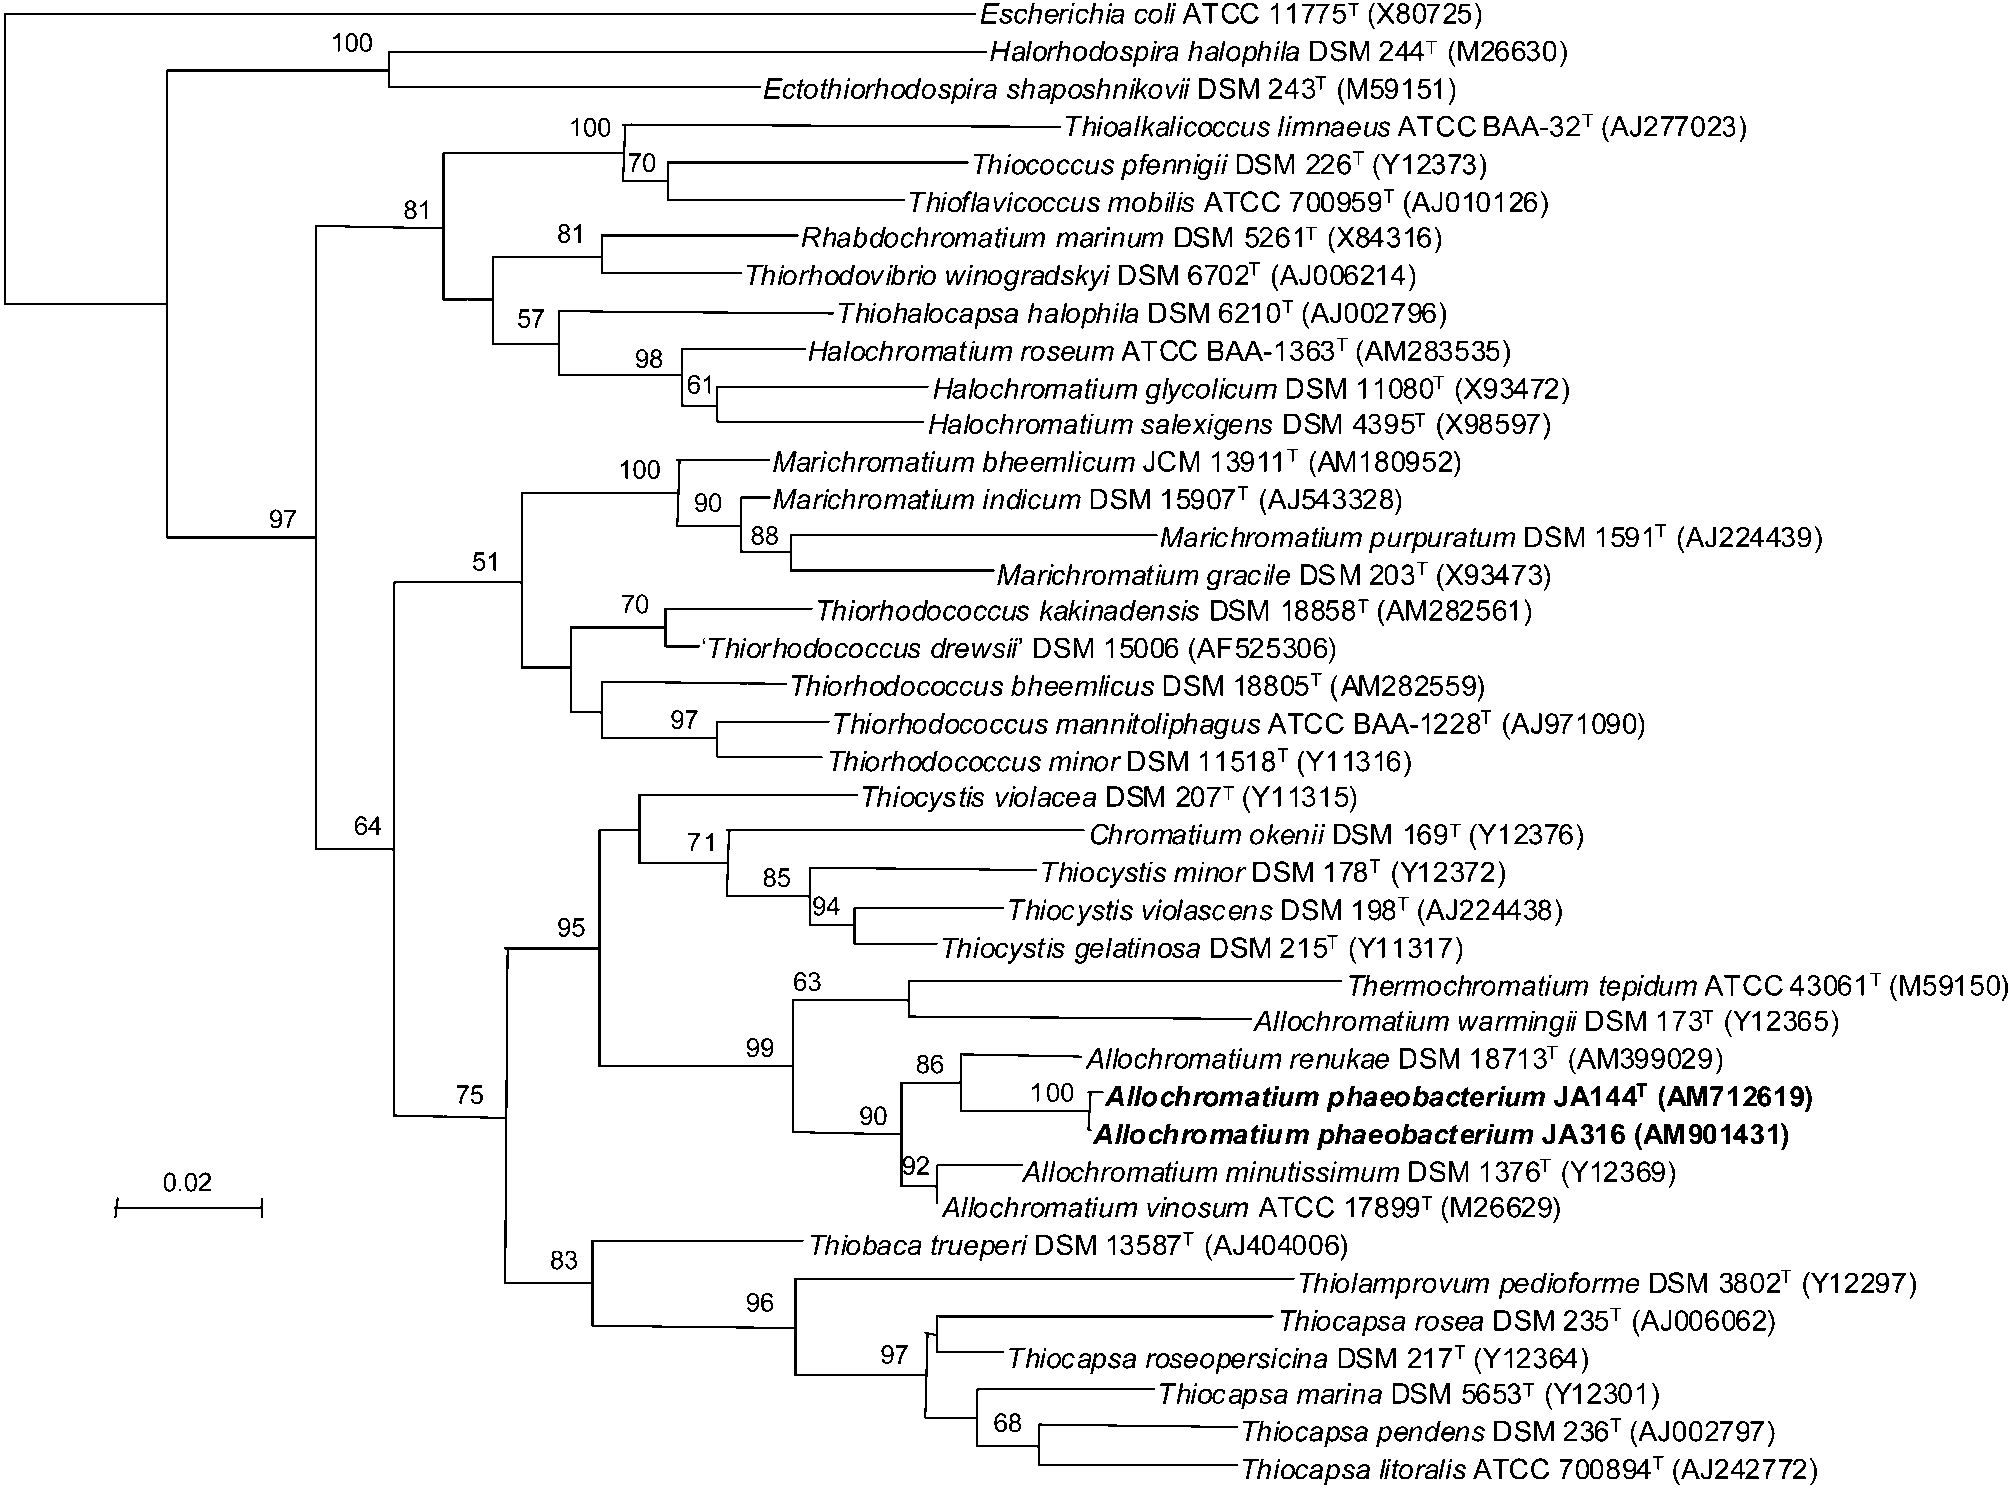 Escherichia coli ATCC 11775T (X80725)
100
Halorhodospira halophila DSM 244T (M26630)
Ectothiorhodospira shaposhnikovii DSM 243T (M59151)
100
Thioalkalicoccus limnaeus ATCC BAA-32T (AJ277023)
70
Thiococcus pfennigii DSM 226T (Y12373)
Thioflavicoccus mobilis ATCC 700959T (AJ010126)
81
81
Rhabdochromatium marinum DSM 5261T (X84316)
Thiorhodovibrio winogradskyi DSM 6702T (AJ006214)
57
Thiohalocapsa halophila DSM 6210T (AJ002796)
98
Halochromatium roseum ATCC BAA-1363T (AM283535)
61
Halochromatium glycolicum DSM 11080T (X93472)
Halochromatium salexigens DSM 4395T (X98597)
100
Marichromatium bheemlicum JCM 13911T (AM180952)
90
Marichromatium indicum DSM 15907T (AJ543328)
97
88
Marichromatium purpuratum DSM 1591T (AJ224439)
51
Marichromatium gracile DSM 203T (X93473)
70
Thiorhodococcus kakinadensis DSM 18858T (AM282561)
‘Thiorhodococcus drewsii’ DSM 15006 (AF525306)
Thiorhodococcus bheemlicus DSM 18805T (AM282559)
97
Thiorhodococcus mannitoliphagus ATCC BAA-1228T (AJ971090)
Thiorhodococcus minor DSM 11518T (Y11316)
Thiocystis violacea DSM 207T (Y11315)
64
71
Chromatium okenii DSM 169T (Y12376)
85
Thiocystis minor DSM 178T (Y12372)
94
Thiocystis violascens DSM 198T (AJ224438)
95
Thiocystis gelatinosa DSM 215T (Y11317)
63
Thermochromatium tepidum ATCC 43061T (M59150)
Allochromatium warmingii DSM 173T (Y12365)
99
86
Allochromatium renukae DSM 18713T (AM399029)
75
100
Allochromatium phaeobacterium JA144T (AM712619)
90
Allochromatium phaeobacterium JA316 (AM901431)
92
Allochromatium minutissimum DSM 1376T (Y12369)
0.02
Allochromatium vinosum ATCC 17899T (M26629)
83
Thiobaca trueperi DSM 13587T (AJ404006)
96
Thiolamprovum pedioforme DSM 3802T (Y12297)
Thiocapsa rosea DSM 235T (AJ006062)
97
Thiocapsa roseopersicina DSM 217T (Y12364)
Thiocapsa marina DSM 5653T (Y12301)
68
Thiocapsa pendens DSM 236T (AJ002797)
Thiocapsa litoralis ATCC 700894T (AJ242772)